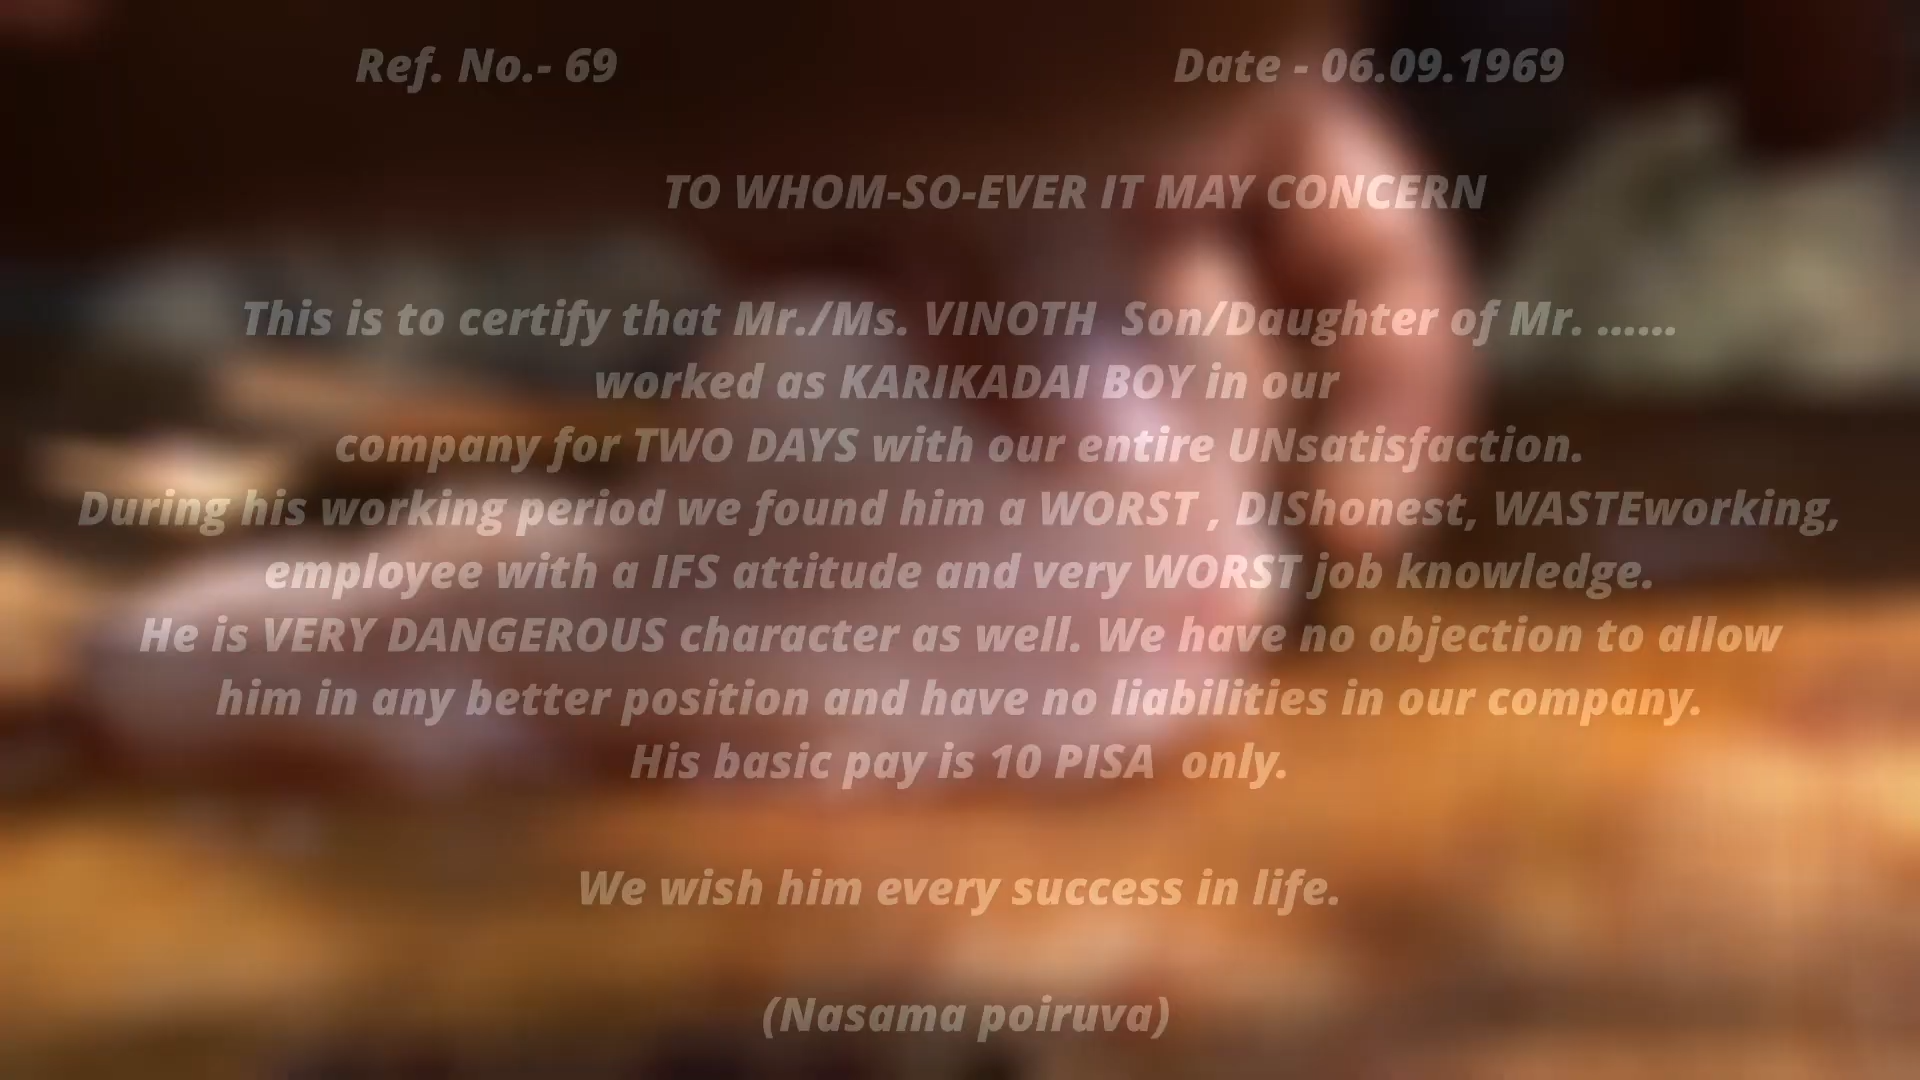 Ref. No.- 69 Date - 06.09.1969
TO WHOM-SO-EVER IT MAY CONCERN
This is to certify that Mr./Ms. VINOTH Son/Daughter of Mr. ......
worked as KARIKADAI BOY in our
company for TWO DAYS with our entire UNsatisfaction.
During his working period we found him a WORST , DIShonest, WASTEworking,
employee with a IFS attitude and very WORST job knowledge.
He is VERY DANGEROUS character as well. We have no objection to allow
him in any better position and have no liabilities in our company.
His basic pay is 10 PISA only.
We wish him every success in life.
(Nasama poiruva)